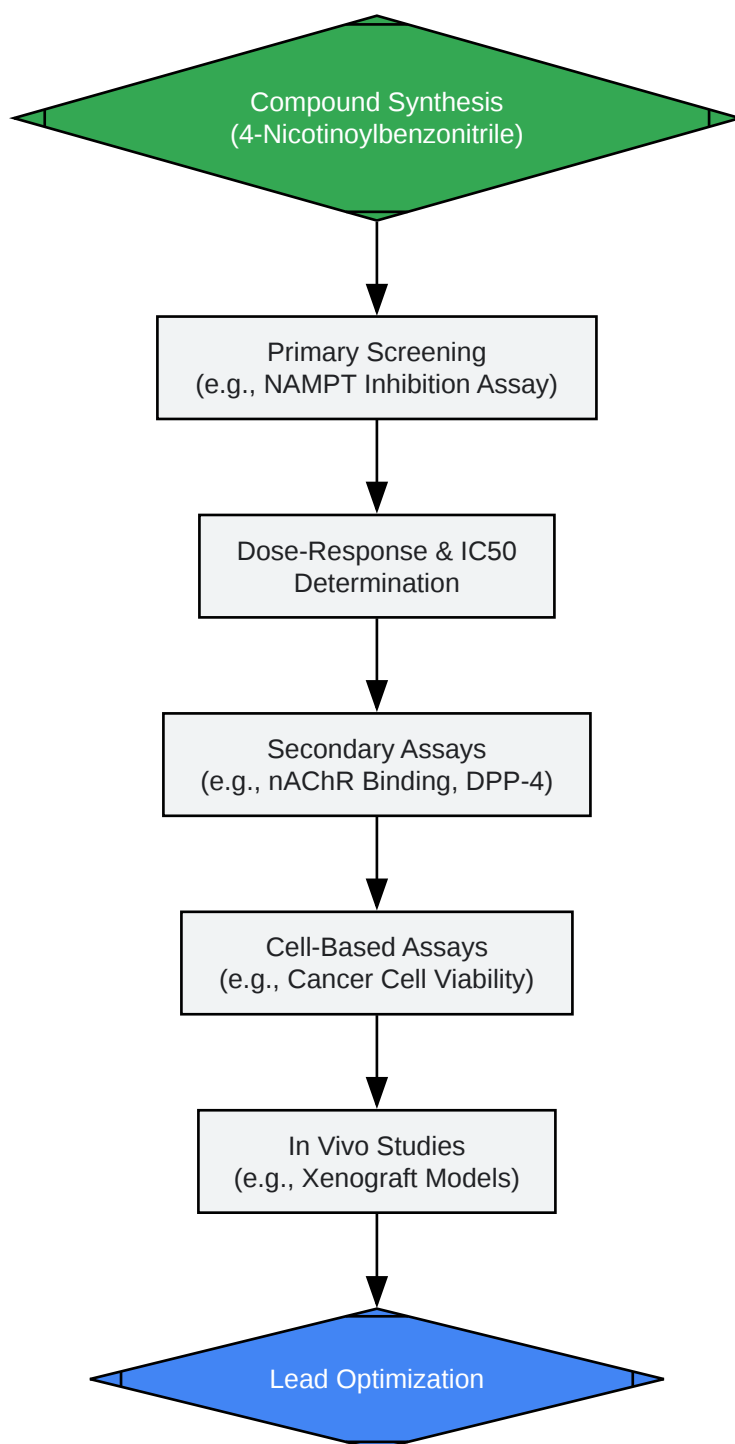 Compound Synthesis
(4-Nicotinoylbenzonitrile)
Primary Screening
(e.g., NAMPT Inhibition Assay)
Dose-Response & IC50
Determination
Secondary Assays
(e.g., nAChR Binding, DPP-4)
Cell-Based Assays
(e.g., Cancer Cell Viability)
In Vivo Studies
(e.g., Xenograft Models)
Lead Optimization